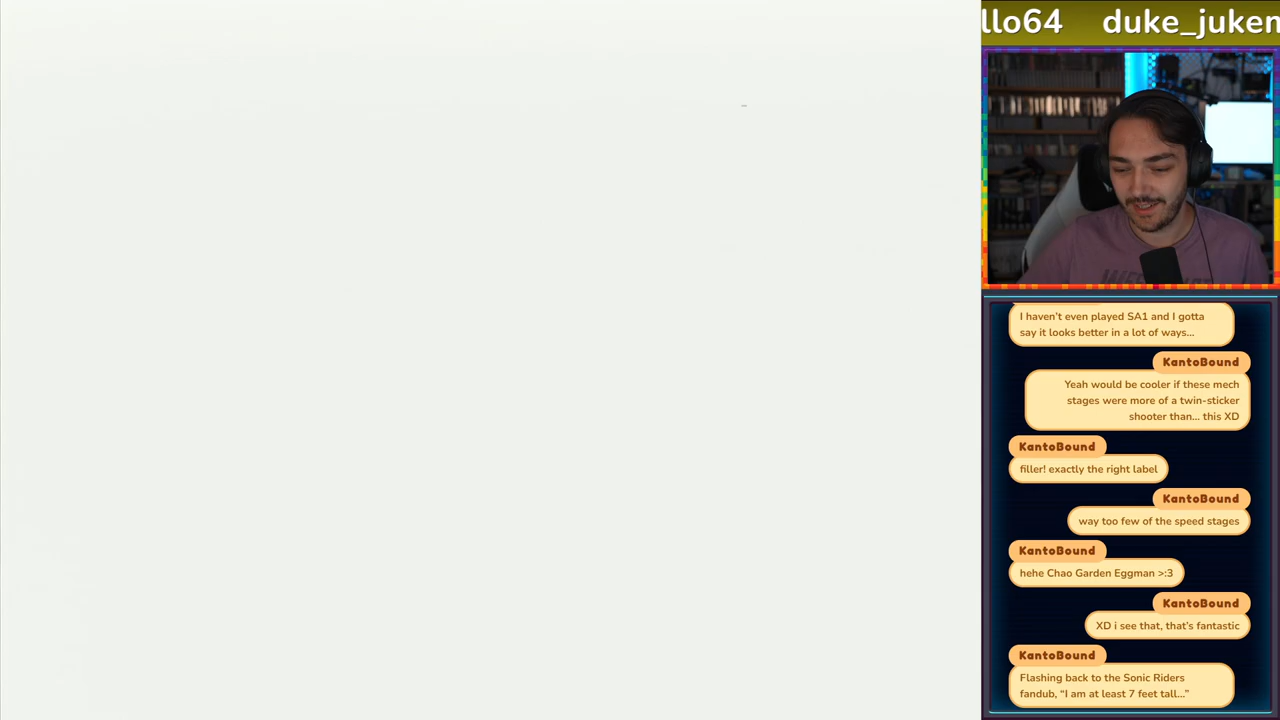 llo64 duke_juken
I haven't even played SA1 and I gotta
say it looks better in a lot of ways...
KantoBound
Yeah would be cooler if these mech
stages were more of a twin-sticker
shooter than... this XD
KantoBound
filler! exactly the right label
KantoBound
way too few of the speed stages
KantoBound
hehe Chao Garden Eggman >:3
KantoBound
XD i see that, that's fantastic
KantoBound
Flashing back to the Sonic Riders
fandub, “I am at least 7 feet tall...”